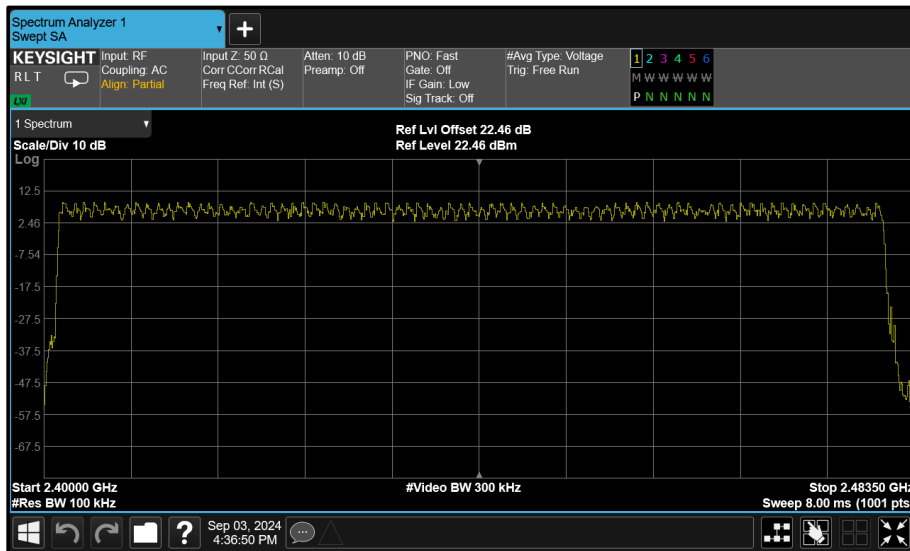 Spectrum Analyzer 1
Swept SA
KEYSIGHT
R L T
LXI
Input: RF
Coupling: AC
Align: Partial
Input Z: 50 Ω
Corr CCorr RCal
Freq Ref: Int (S)
Atten: 10 dB
Preamp: Off
PNO: Fast
Gate: Off
IF Gain: Low
Sig Track: Off
#Avg Type: Voltage
Trig: Free Run
1 2 3 4 5 6
M W W W W W
P N N N N N
1 Spectrum
Scale/Div 10 dB
Ref Lvl Offset 22.46 dB
Ref Level 22.46 dBm
Log
12.5
2.46
-7.54
-17.5
-27.5
-37.5
-47.5
-57.5
-67.5
Start 2.40000 GHz
#Res BW 100 kHz
#Video BW 300 kHz
Stop 2.48350 GHz
Sweep 8.00 ms (1001 pts
?
Sep 03, 2024
4:36:50 PM